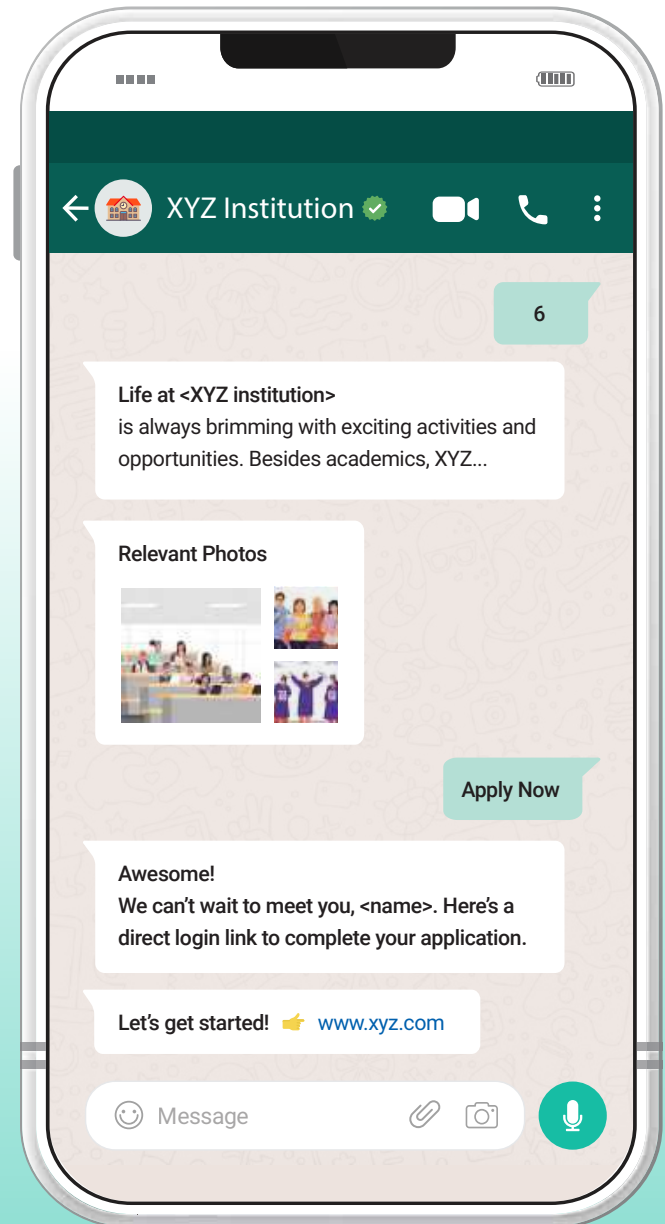 XYZ Institution
6
Life at <XYZ institution>
is always brimming with exciting activities and
opportunities. Besides academics, XYZ...
Relevant Photos
Apply Now
Awesome!
We can't wait to meet you, <name>. Here's a
direct login link to complete your application.
Let's get started! 👉 www.xyz.com
Message